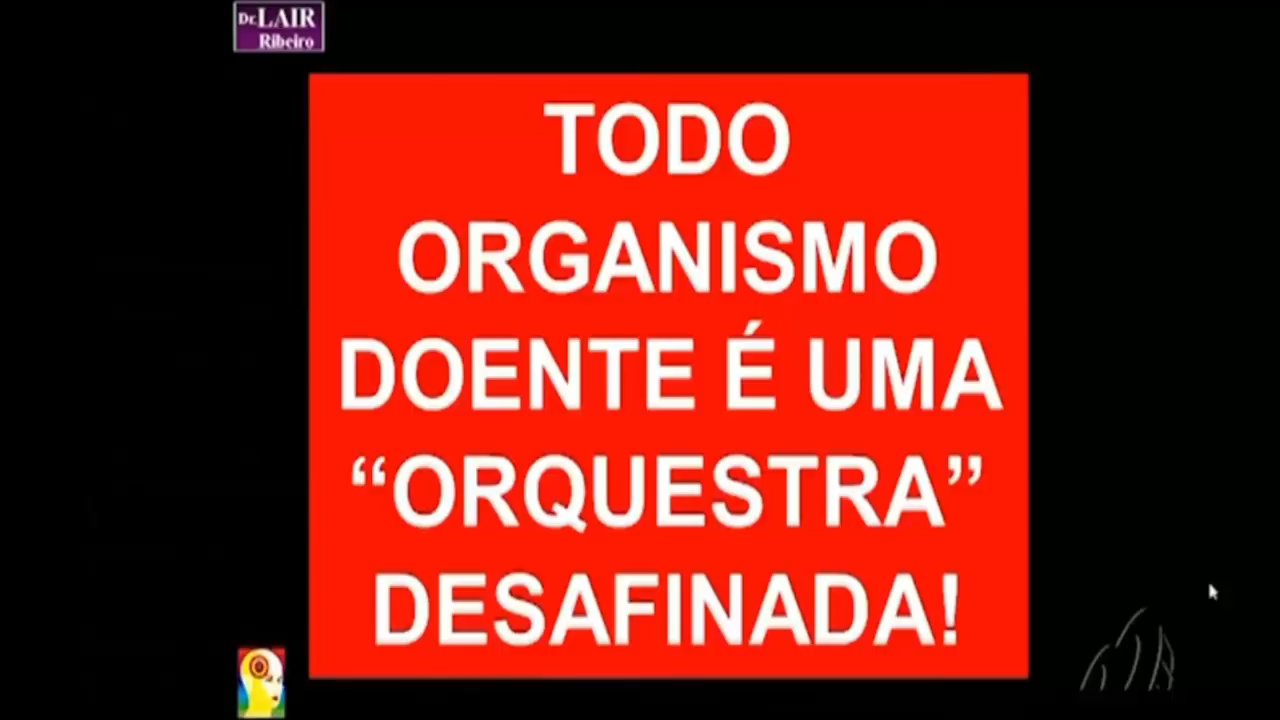 Dr. LAIR
Ribeiro
TODO
ORGANISMO
DOENTE É UMA
“ORQUESTRA”
DESAFINADA!